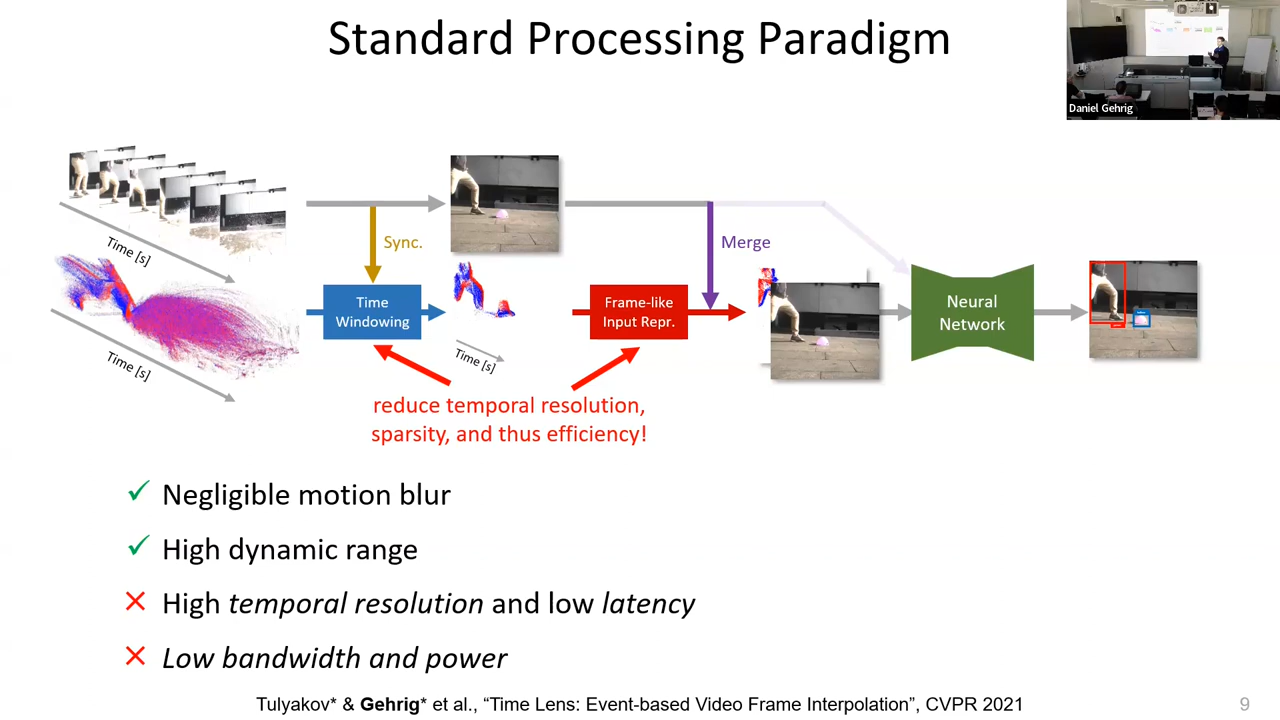 Standard Processing Paradigm
Daniel Gehrig
Time [s]
Sync.
Merge
Time [s]
Time
Windowing
Time [s]
Frame-like
Input Repr.
Neural
Network
reduce temporal resolution,
sparsity, and thus efficiency!
✓ Negligible motion blur
✓ High dynamic range
✕ High temporal resolution and low latency
✕ Low bandwidth and power
Tulyakov* & Gehrig* et al., “Time Lens: Event-based Video Frame Interpolation”, CVPR 2021
9